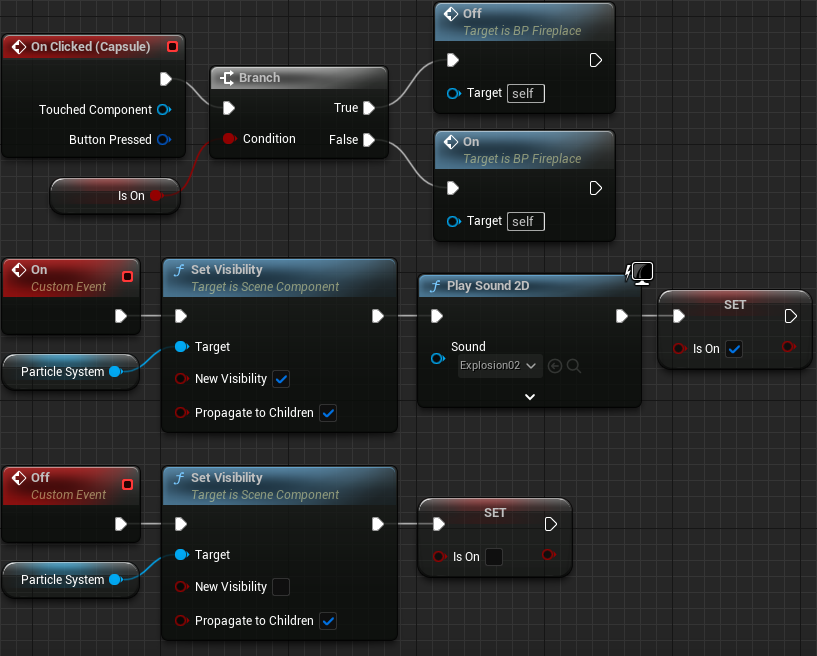 On Clicked (Capsule)
Touched Component
Button Pressed
Is On
Branch
True
Condition
False
Off
Target is BP Fireplace
Target self
On
Target is BP Fireplace
Target self
On
Custom Event
Particle System
Set Visibility
Target is Scene Component
Target
New Visibility
Propagate to Children
Play Sound 2D
Sound
Explosion02
SET
Is On
Off
Custom Event
Particle System
Set Visibility
Target is Scene Component
Target
New Visibility
Propagate to Children
SET
Is On